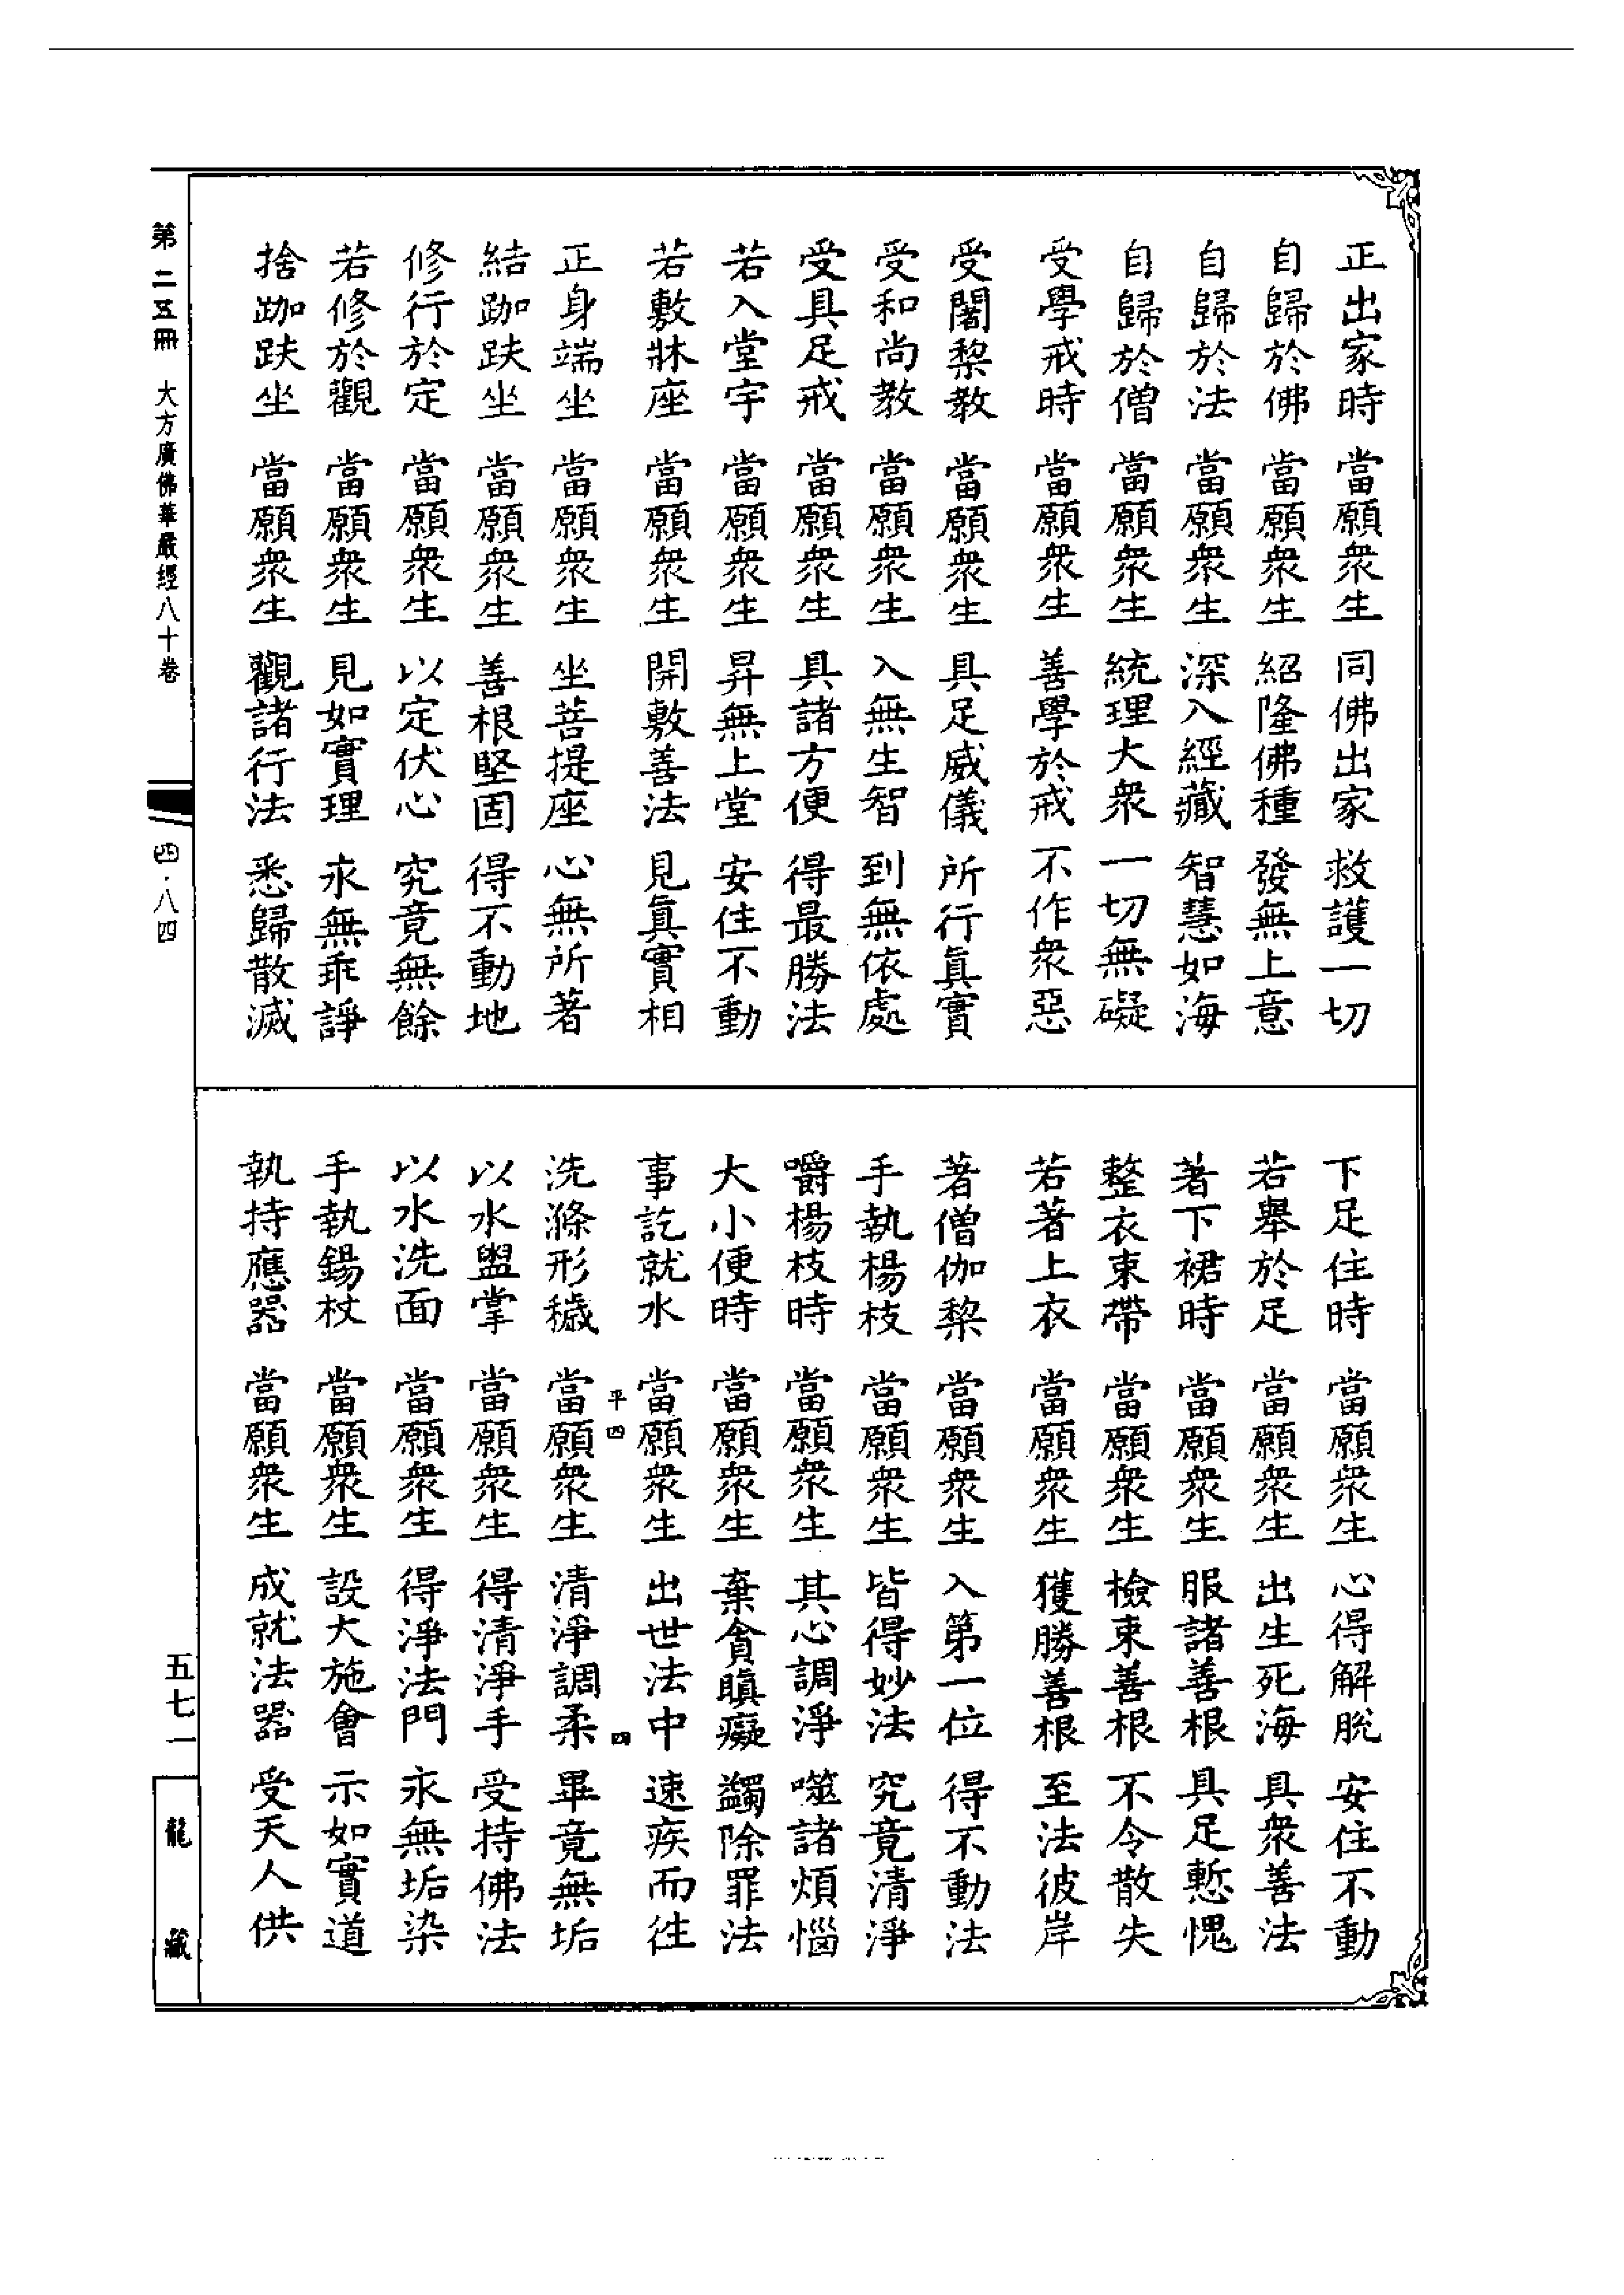 正出家時 當願衆生 同佛出家 救護一切
自歸於佛 當願衆生 紹隆佛種 發無上意
自歸於法 當願衆生 深入經藏 智慧如海
自歸於僧 當願衆生 統理大衆 一切無礙
受學戒時 當願衆生 善學於戒 不作衆惡
受闍棃教 當願衆生 具足威儀 所行眞實
受和尚教 當願衆生 入無生智 到無依處
受具足戒 當願衆生 具諸方便 得最勝法
若入堂宇 當願衆生 昇無上堂 安住不動
若敷牀座 當願衆生 開敷善法 見眞實相
正身端坐 當願衆生 坐菩提座 心無所著
結跏趺坐 當願衆生 善根堅固 得不動地
修行於定 當願衆生 以定伏心 究竟無餘
若修於觀 當願衆生 見如實理 永無乖諍
捨跏趺坐 當願衆生 觀諸行法 悉歸散滅
下足住時 當願衆生 心得解脫 安住不動
若舉於足 當願衆生 出生死海 具衆善法
著下裙時 當願衆生 服諸善根 具足慙愧
整衣束帶 當願衆生 檢束善根 不令散失
若著上衣 當願衆生 獲勝善根 至法彼岸
著僧伽棃 當願衆生 入第一位 得不動法
手執楊枝 當願衆生 皆得妙法 究竟清淨
嚼楊枝時 當願衆生 其心調淨 噬諸煩惱
大小便時 當願衆生 棄貪瞋癡 蠲除罪法
事訖就水 當願衆生 出世法中 速疾而往
平四 四
洗滌形穢 當願衆生 清淨調柔 畢竟無垢
以水盥掌 當願衆生 得清淨手 受持佛法
以水洗面 當願衆生 得淨法門 永無垢染
手執錫杖 當願衆生 設大施會 示如實道
執持應器 當願衆生 成就法器 受天人供
第二五冊 大方廣佛華嚴經八十卷 四·八四 五七一 龍藏